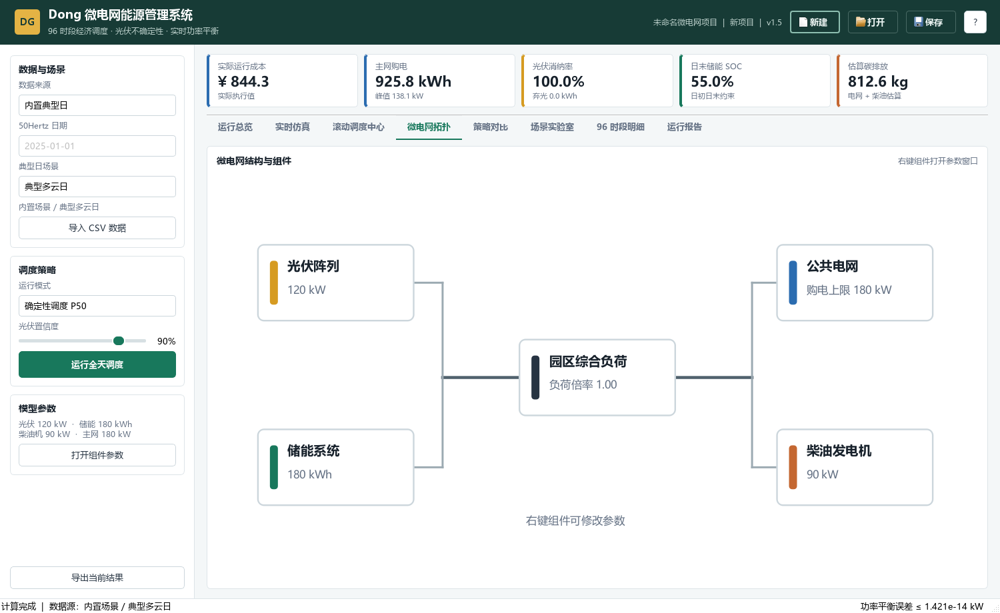 DG
Dong 微电网能源管理系统
96 时段经济调度 · 光伏不确定性 · 实时功率平衡
未命名微电网项目 | 新项目 | v1.5
新建
打开
保存
?
数据与场景
数据来源
内置典型日
50Hertz 日期
2025-01-01
典型日场景
典型多云日
内置场景 / 典型多云日
导入 CSV 数据
调度策略
运行模式
确定性调度 P50
光伏置信度
90%
运行全天调度
模型参数
光伏 120 kW · 储能 180 kWh
柴油机 90 kW · 主网 180 kW
打开组件参数
导出当前结果
实际运行成本
¥ 844.3
实际执行值
主网购电
925.8 kWh
峰值 138.1 kW
光伏消纳率
100.0%
弃光 0.0 kWh
日末储能 SOC
55.0%
日初日末约束
估算碳排放
812.6 kg
电网 + 柴油估算
运行总览
实时仿真
滚动调度中心
微电网拓扑
策略对比
场景实验室
96 时段明细
运行报告
微电网结构与组件
右键组件打开参数窗口
光伏阵列
120 kW
公共电网
购电上限 180 kW
园区综合负荷
负荷倍率 1.00
储能系统
180 kWh
柴油发电机
90 kW
右键组件可修改参数
计算完成 | 数据源: 内置场景 / 典型多云日
功率平衡误差 ≤ 1.421e-14 kW